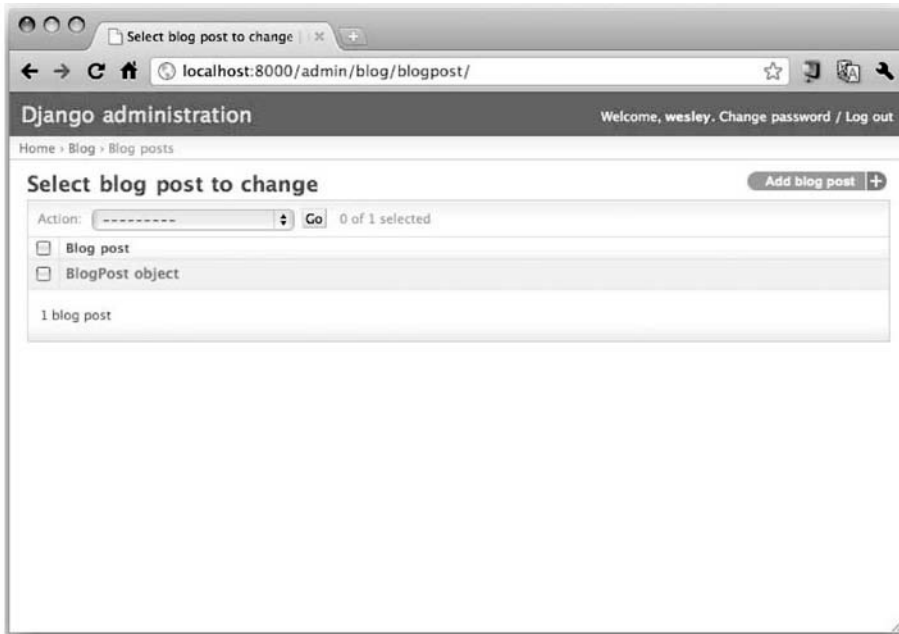 Select blog post to change
localhost:8000/admin/blog/blogpost/
Django administration
Welcome, wesley. Change password / Log out
Home › Blog › Blog posts
Select blog post to change
Add blog post +
Action: --------- Go 0 of 1 selected
Blog post
BlogPost object
1 blog post